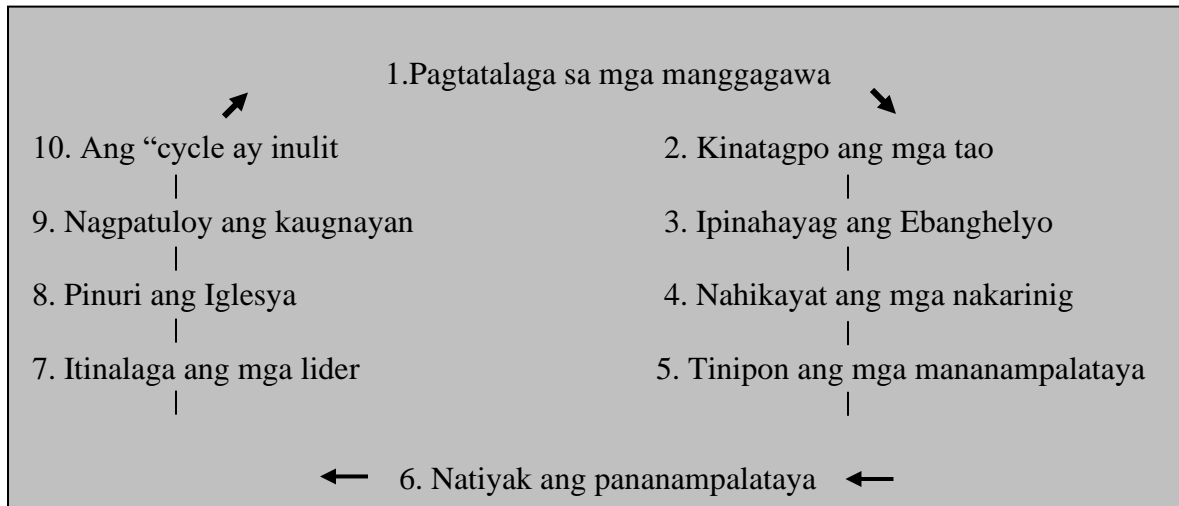 1.Pagtatalaga sa mga manggagawa
10. Ang “cycle ay inulit
2. Kinatagpo ang mga tao
9. Nagpatuloy ang kaugnayan
3. Ipinahayag ang Ebanghelyo
8. Pinuri ang Iglesya
4. Nahikayat ang mga nakarinig
7. Itinalaga ang mga lider
5. Tinipon ang mga mananampalataya
6. Natiyak ang pananampalataya